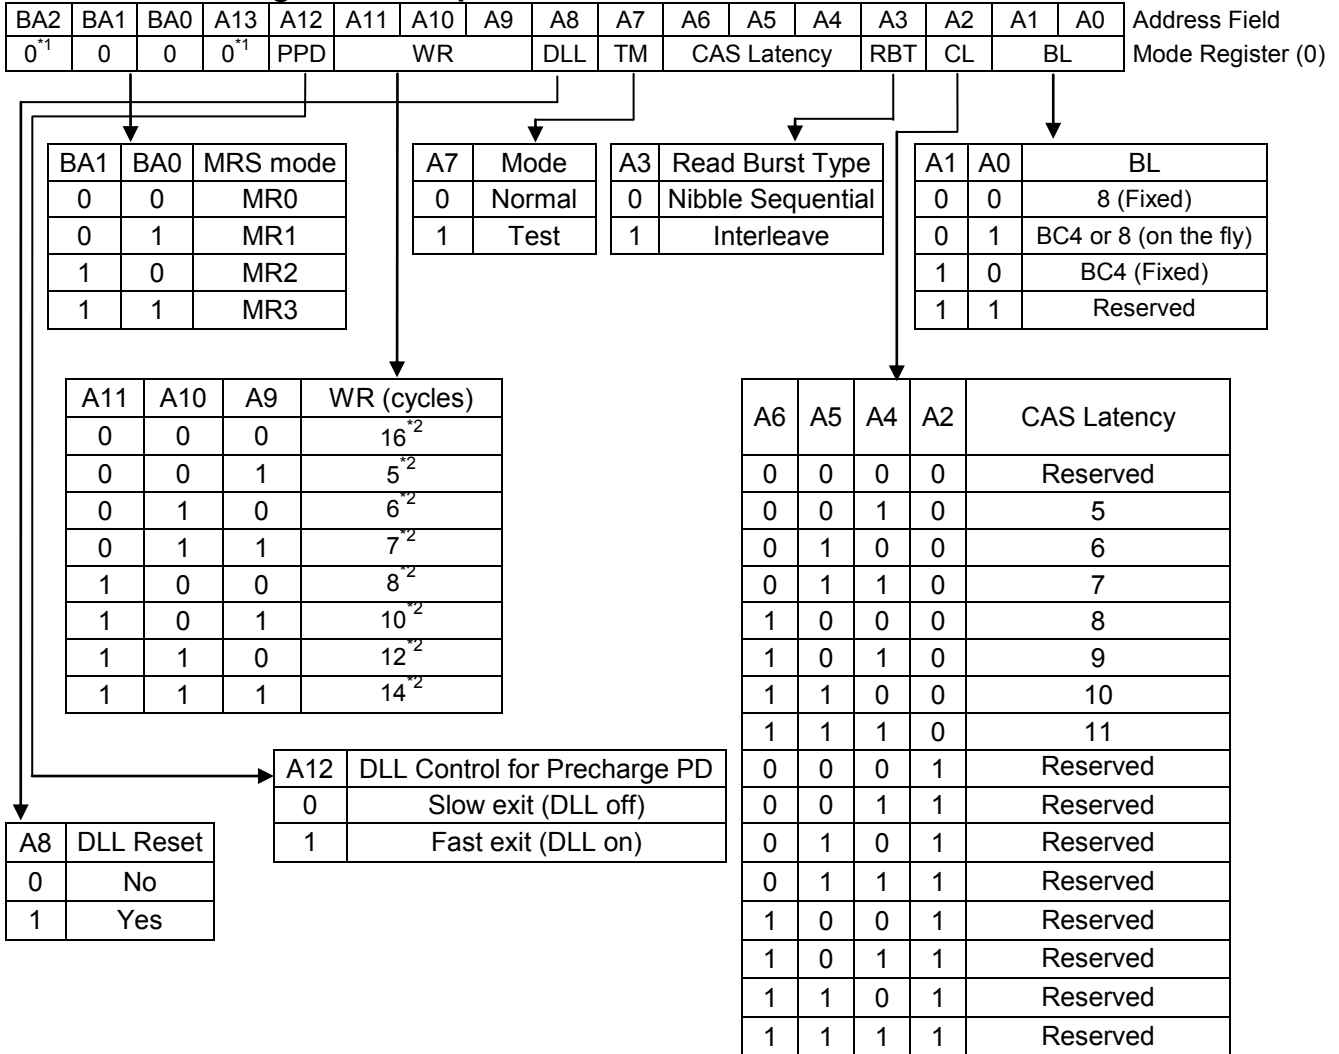 BA2 BA1 BA0 A13 A12 A11 A10 A9 A8 A7 A6 A5 A4 A3 A2 A1 A0 Address Field
0*1 0 0 0*1 PPD WR DLL TM CAS Latency RBT CL BL Mode Register (0)
BA1 BA0 MRS mode
0 0 MR0
0 1 MR1
1 0 MR2
1 1 MR3
A7 Mode
0 Normal
1 Test
A3 Read Burst Type
0 Nibble Sequential
1 Interleave
A1 A0 BL
0 0 8 (Fixed)
0 1 BC4 or 8 (on the fly)
1 0 BC4 (Fixed)
1 1 Reserved
A11 A10 A9 WR (cycles)
0 0 0 16*2
0 0 1 5*2
0 1 0 6*2
0 1 1 7*2
1 0 0 8*2
1 0 1 10*2
1 1 0 12*2
1 1 1 14*2
A6 A5 A4 A2 CAS Latency
0 0 0 0 Reserved
0 0 1 0 5
0 1 0 0 6
0 1 1 0 7
1 0 0 0 8
1 0 1 0 9
1 1 0 0 10
1 1 1 0 11
0 0 0 1 Reserved
0 0 1 1 Reserved
0 1 0 1 Reserved
0 1 1 1 Reserved
1 0 0 1 Reserved
1 0 1 1 Reserved
1 1 0 1 Reserved
1 1 1 1 Reserved
A12 DLL Control for Precharge PD
0 Slow exit (DLL off)
1 Fast exit (DLL on)
A8 DLL Reset
0 No
1 Yes